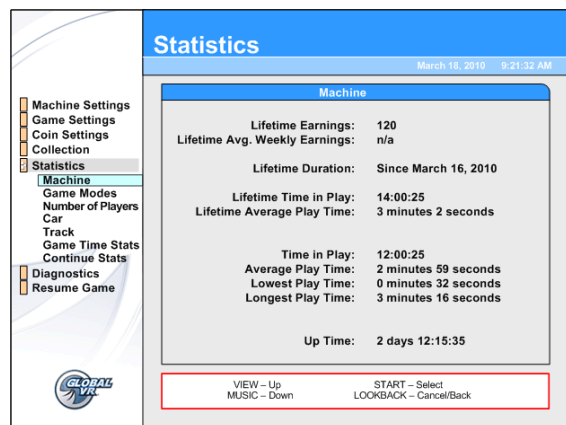 Statistics
March 18, 2010 9:21:32 AM
Machine Settings
Game Settings
Coin Settings
Collection
Statistics
Machine
Game Modes
Number of Players
Car
Track
Game Time Stats
Continue Stats
Diagnostics
Resume Game
GLOBAL
VR
Machine
Lifetime Earnings: 120
Lifetime Avg. Weekly Earnings: n/a
Lifetime Duration: Since March 16, 2010
Lifetime Time in Play: 14:00:25
Lifetime Average Play Time: 3 minutes 2 seconds
Time in Play: 12:00:25
Average Play Time: 2 minutes 59 seconds
Lowest Play Time: 0 minutes 32 seconds
Longest Play Time: 3 minutes 16 seconds
Up Time: 2 days 12:15:35
VIEW – Up START – Select
MUSIC – Down LOOKBACK – Cancel/Back